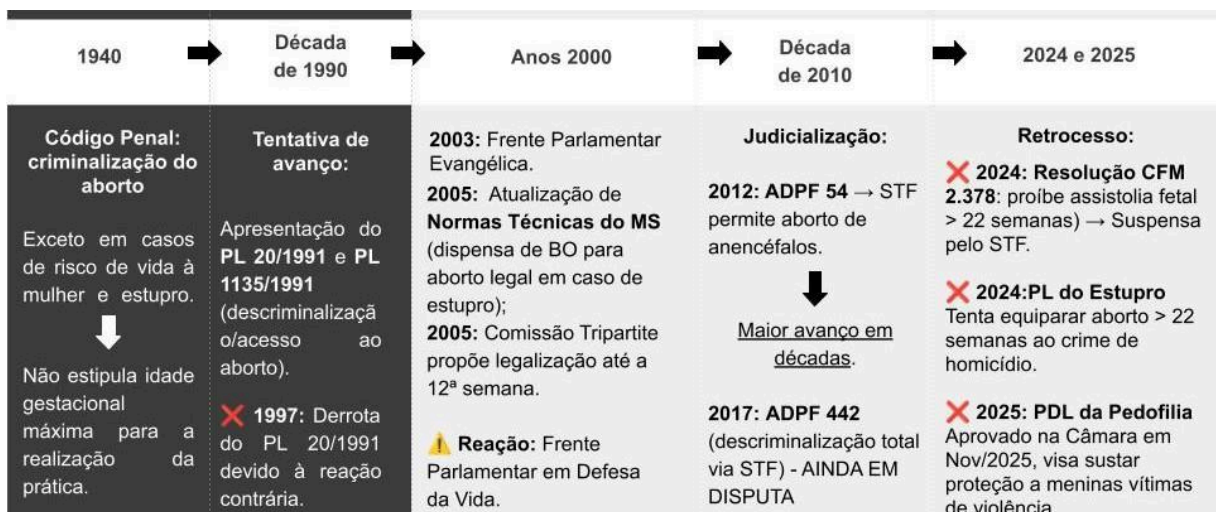 1940
Década
de 1990
Anos 2000
Década
de 2010
2024 e 2025
Código Penal:
criminalização do
aborto
Exceto em casos
de risco de vida à
mulher e estupro.
Não estipula idade
gestacional
máxima para a
realização da
prática.
Tentativa de
avanço:
Apresentação do
PL 20/1991 e PL
1135/1991
(descriminalizaçã
o/acesso ao
aborto).
❌ 1997: Derrota
do PL 20/1991
devido à reação
contrária.
2003: Frente Parlamentar
Evangélica.
2005: Atualização de
Normas Técnicas do MS
(dispensa de BO para
aborto legal em caso de
estupro);
2005: Comissão Tripartite
propõe legalização até a
12ª semana.
⚠️ Reação: Frente
Parlamentar em Defesa
da Vida.
Judicialização:
2012: ADPF 54 → STF
permite aborto de
anencéfalos.
Maior avanço em
décadas.
2017: ADPF 442
(descriminalização total
via STF) - AINDA EM
DISPUTA
Retrocesso:
❌ 2024: Resolução CFM
2.378: proíbe assistolia fetal
> 22 semanas) → Suspensa
pelo STF.
❌ 2024:PL do Estupro
Tenta equiparar aborto > 22
semanas ao crime de
homicídio.
❌ 2025: PDL da Pedofilia
Aprovado na Câmara em
Nov/2025, visa sustar
proteção a meninas vítimas
de violência.